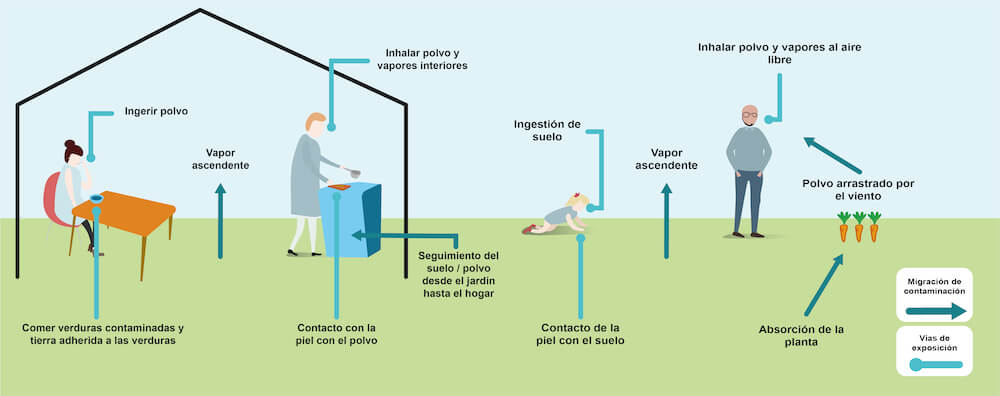 Ingerir polvo
Inhalar polvo y
vapores interiores
Vapor
ascendente
Comer verduras contaminadas y
tierra adherida a las verduras
Contacto con la
piel con el polvo
Seguimiento del
suelo / polvo
desde el jardín
hasta el hogar
Ingestión de
suelo
Contacto de la
piel con el suelo
Vapor
ascendente
Inhalar polvo y vapores al aire
libre
Polvo arrastrado por
el viento
Absorción de la
planta
Migración de
contaminación
Vías de
exposición